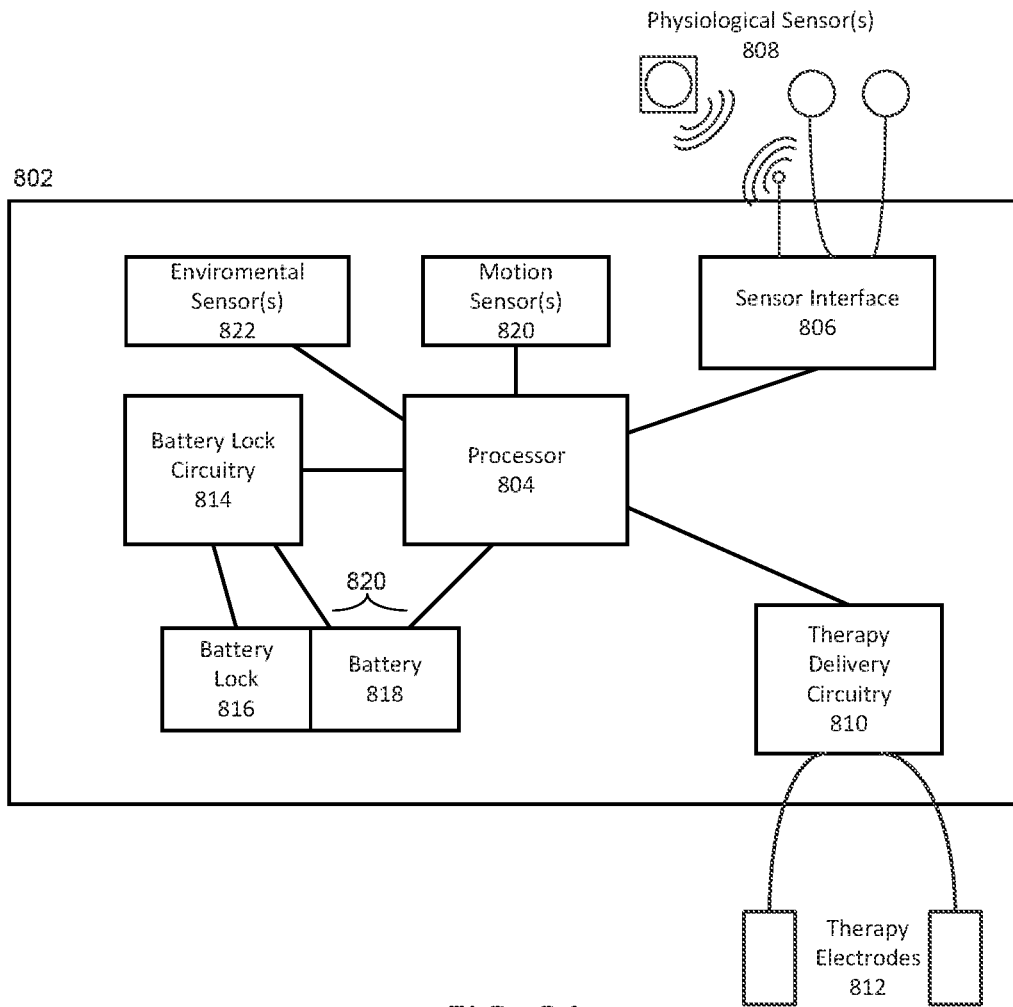 Physiological Sensor(s)
808
802
Enviromental
Sensor(s)
822
Motion
Sensor(s)
820
Sensor Interface
806
Battery Lock
Circuitry
814
Processor
804
820
Battery
Lock
816
Battery
818
Therapy
Delivery
Circuitry
810
Therapy
Electrodes
812